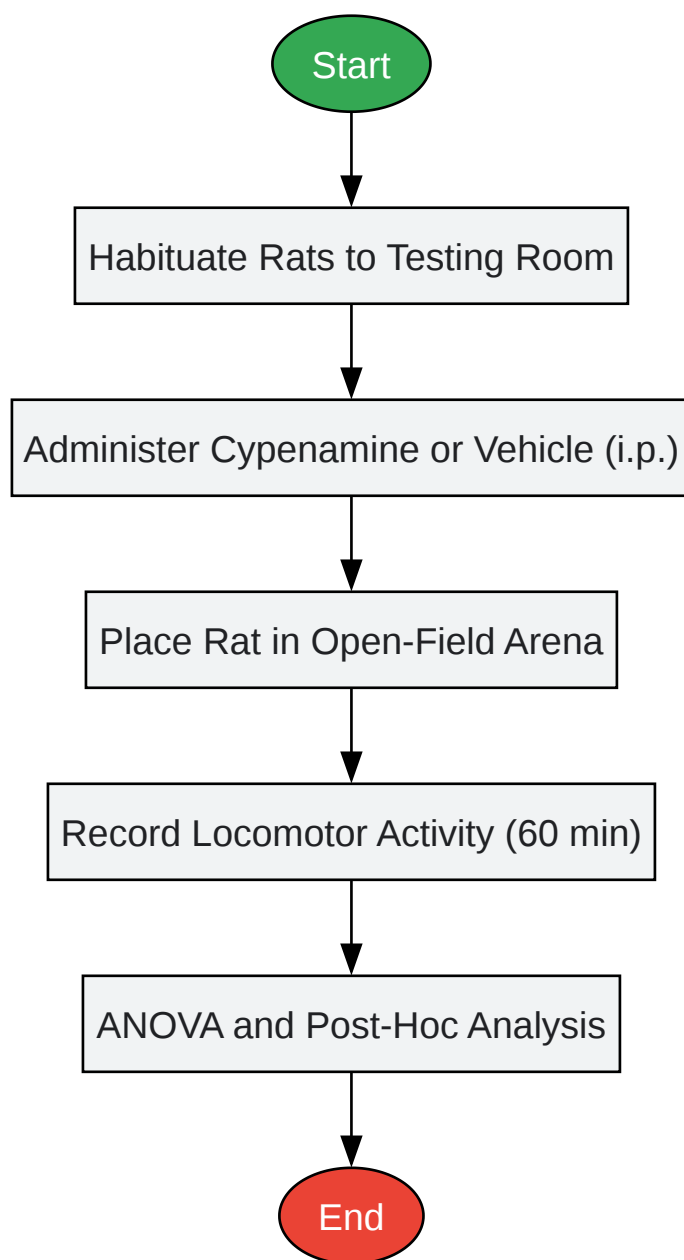 Start
Habituate Rats to Testing Room
Administer Cypenamine or Vehicle (i.p.)
Place Rat in Open-Field Arena
Record Locomotor Activity (60 min)
ANOVA and Post-Hoc Analysis
End